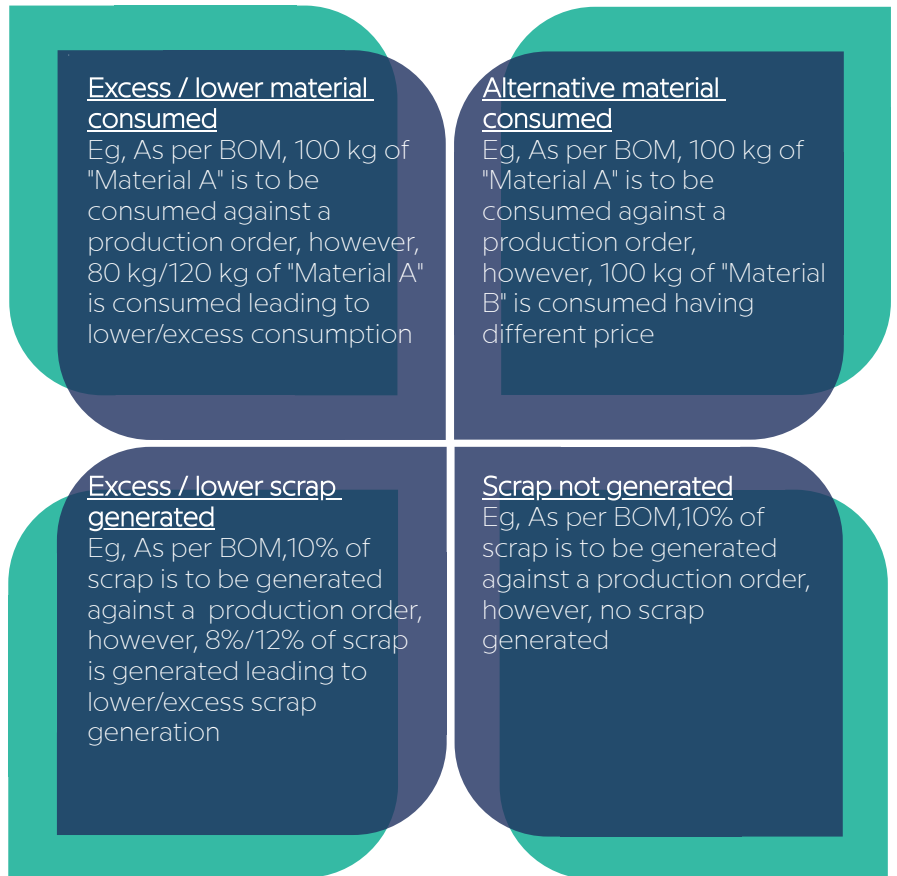 Excess / lower material
consumed
Eg, As per BOM, 100 kg of
"Material A" is to be
consumed against a
production order, however,
80 kg/120 kg of "Material A"
is consumed leading to
lower/excess consumption
Alternative material
consumed
Eg, As per BOM, 100 kg of
"Material A" is to be
consumed against a
production order,
however, 100 kg of "Material
B" is consumed having
different price
Excess / lower scrap
generated
Eg, As per BOM,10% of
scrap is to be generated
against a  production order,
however, 8%/12% of scrap
is generated leading to
lower/excess scrap
generation
Scrap not generated
Eg, As per BOM,10% of
scrap is to be generated
against a production order,
however, no scrap
generated